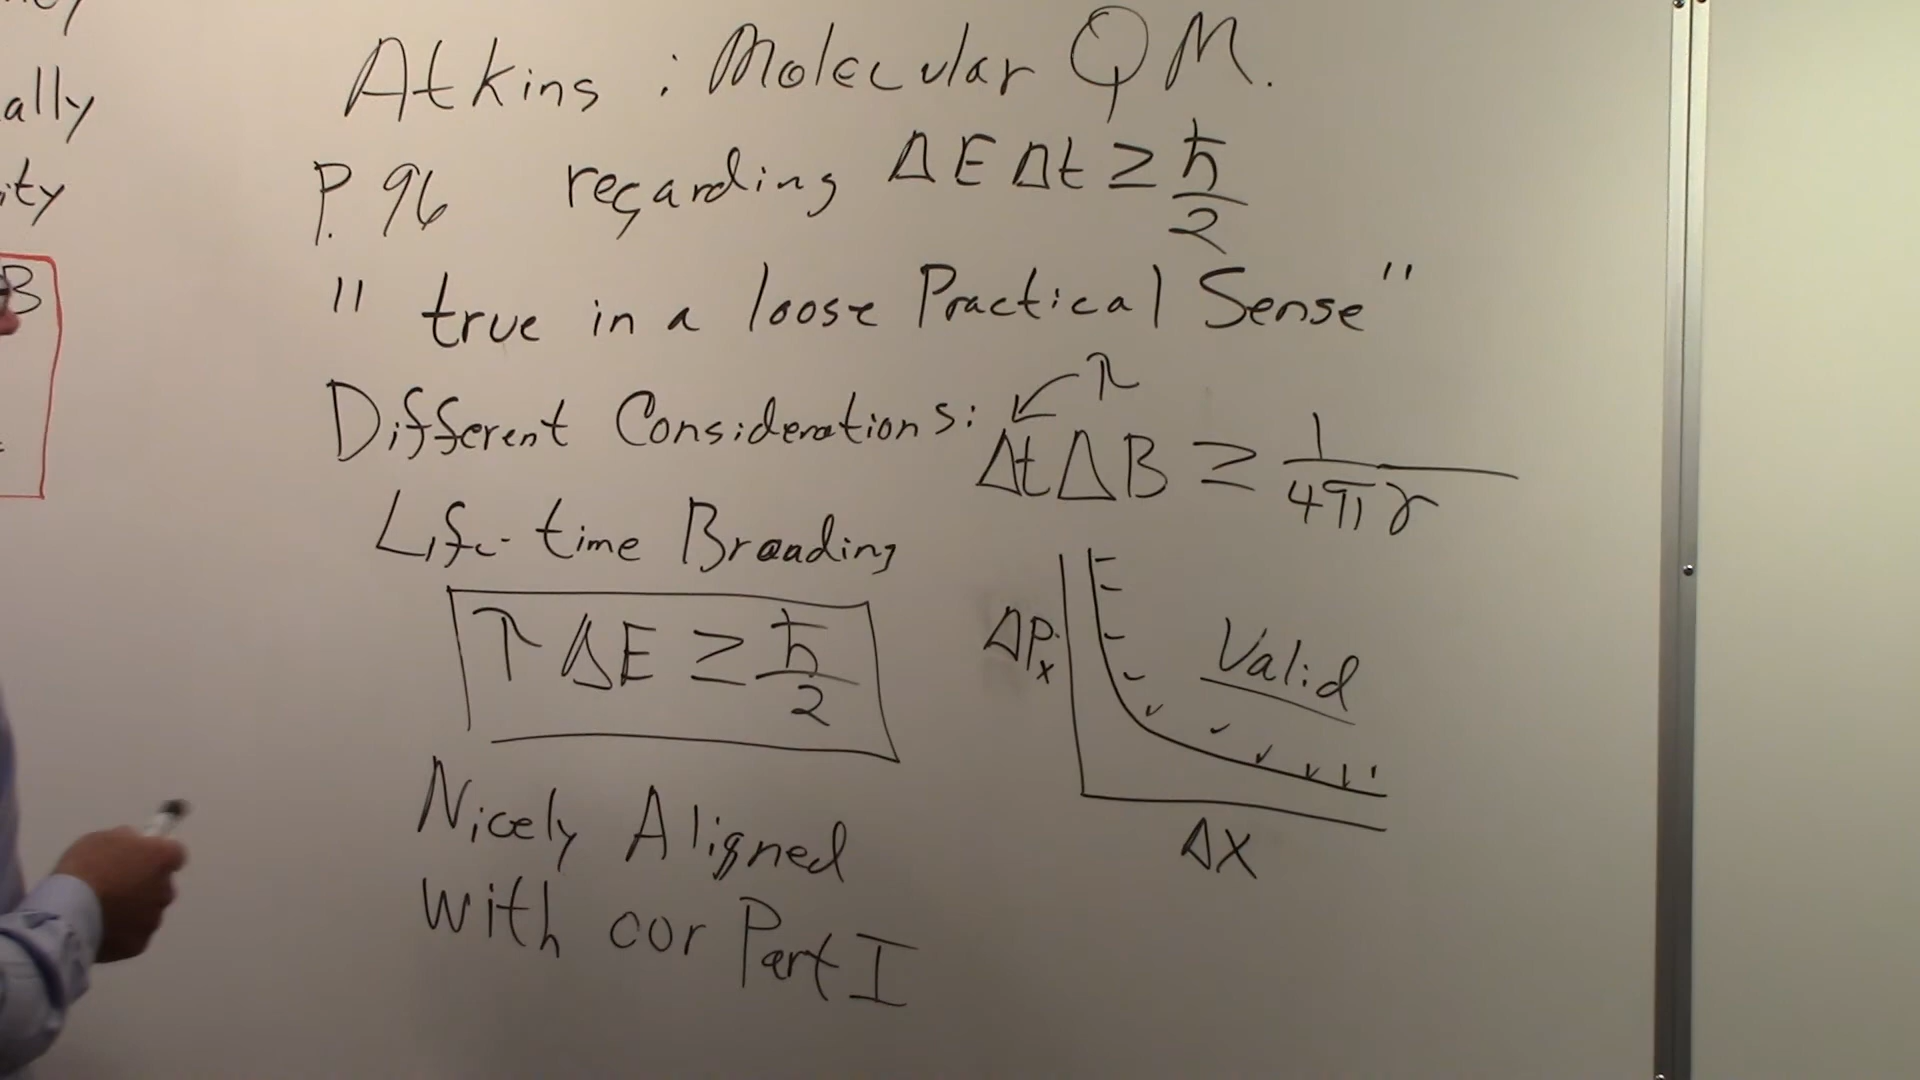 ally
ity
B
Atkins : Molecular QM.
P. 96 regarding ΔEΔt ≥ ħ/2
" true in a loose Practical Sense "
Different Considerations:
τ
ΔtΔB ≥ 1/4πγ
Life-time Broading
τ ΔE ≥ ħ/2
ΔPx
Valid
ΔX
Nicely Aligned
with our Part I